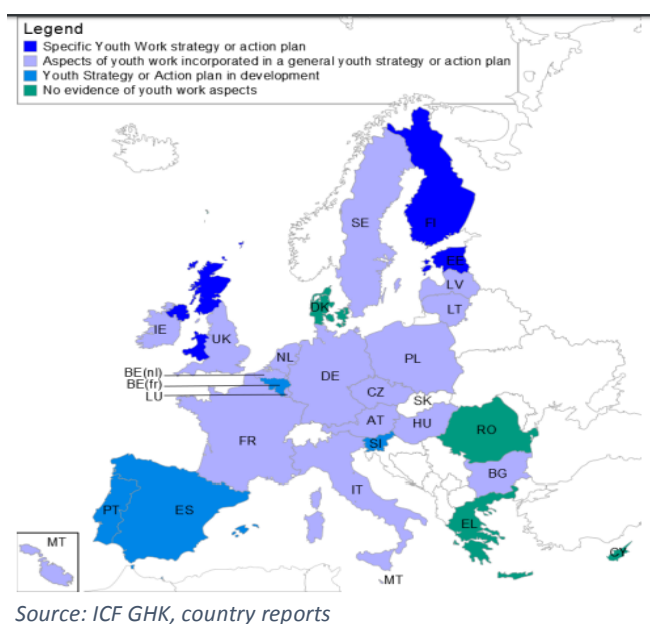 Legend
Specific Youth Work strategy or action plan
Aspects of youth work incorporated in a general youth strategy or action plan
Youth Strategy or Action plan in development
No evidence of youth work aspects
FI
SE
EE
LV
DK
LT
IE
UK
NL
BE(nl)
DE
PL
BE(fr)
CZ
LU
SK
AT
HU
FR
SI
RO
IT
BG
PT
ES
EL
MT
CY
MT
Source: ICF GHK, country reports